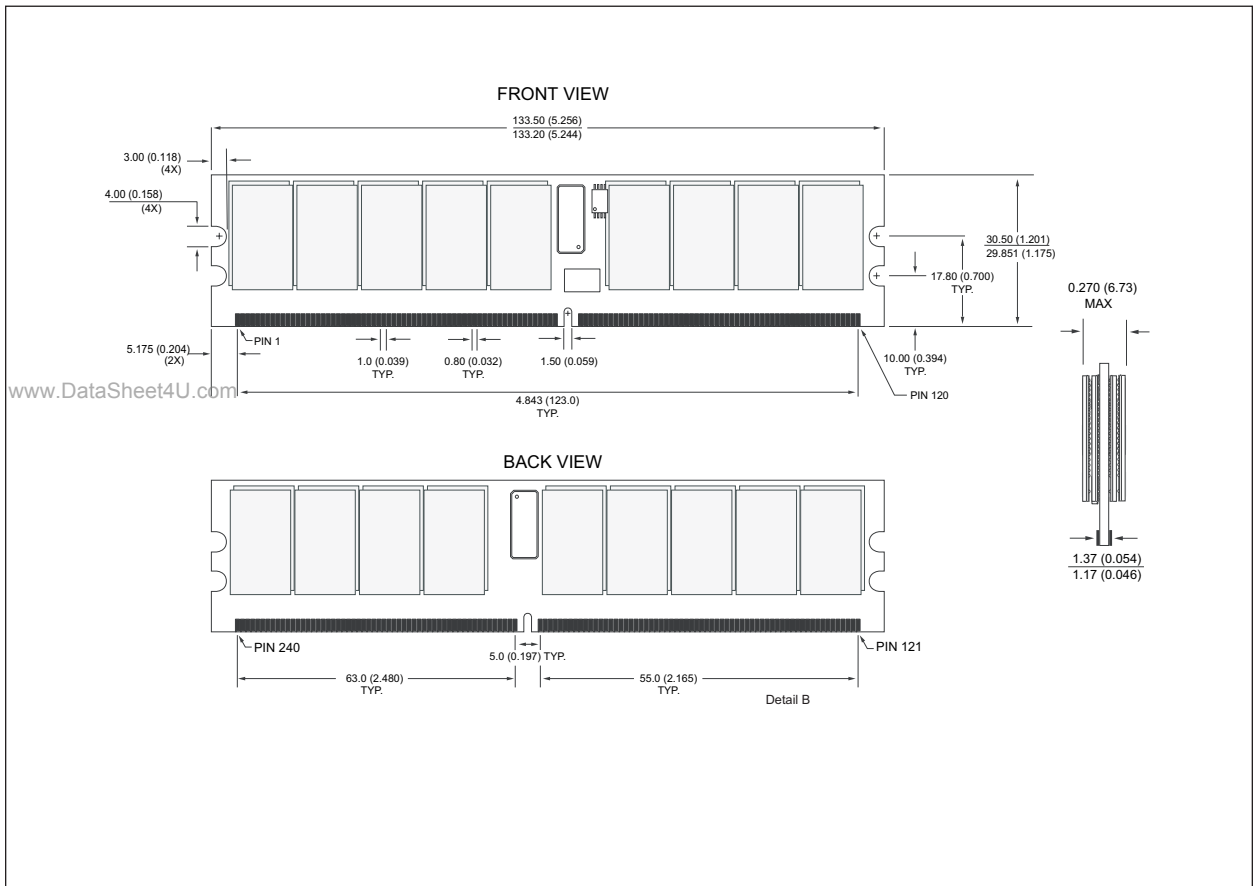 FRONT VIEW
133.50 (5.256)
133.20 (5.244)
3.00 (0.118)
(4X)
4.00 (0.158)
(4X)
30.50 (1.201)
29.851 (1.175)
17.80 (0.700)
TYP.
0.270 (6.73)
MAX
PIN 1
5.175 (0.204)
(2X)
1.0 (0.039)
TYP.
0.80 (0.032)
TYP.
1.50 (0.059)
10.00 (0.394)
TYP.
www.DataSheet4U.com
4.843 (123.0)
TYP.
PIN 120
BACK VIEW
1.37 (0.054)
1.17 (0.046)
PIN 240
5.0 (0.197) TYP.
PIN 121
63.0 (2.480)
TYP.
55.0 (2.165)
TYP.
Detail B